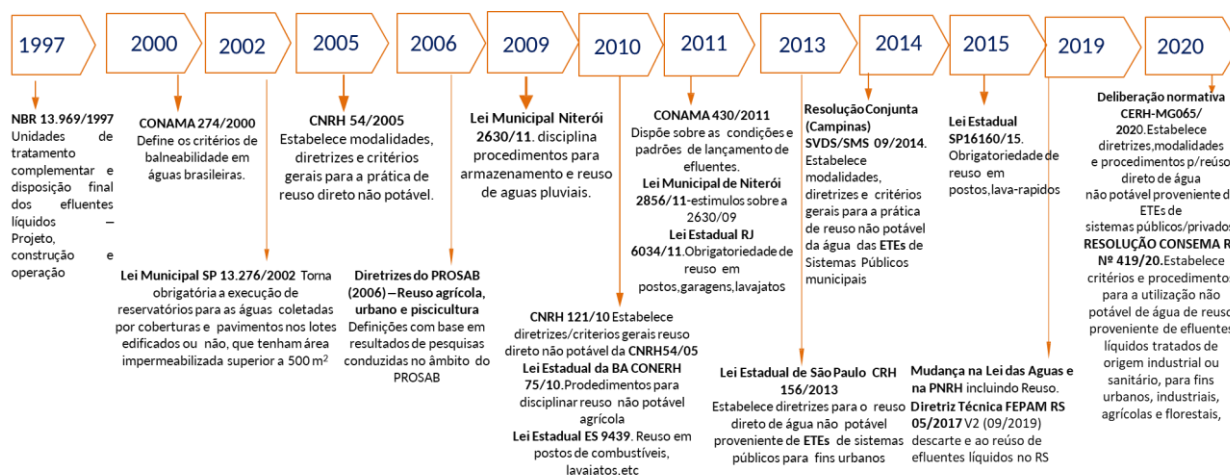 1997
2000
2002
2005
2006
2009
2010
2011
2013
2014
2015
2019
2020
NBR 13.969/1997
Unidades de
tratamento
complementar e
disposição final
dos efluentes
líquidos –
Projeto,
construção e
operação
CONAMA 274/2000
Define os critérios de
balneabilidade em
águas brasileiras.
Lei Municipal SP 13.276/2002 Torna
obrigatória a execução de
reservatórios para as águas coletadas
por coberturas e pavimentos nos lotes
edificados ou não, que tenham área
impermeabilizada superior a 500 m²
CNRH 54/2005
Estabelece modalidades,
diretrizes e critérios
gerais para a prática de
reuso direto não potável.
Diretrizes do PROSAB
(2006) – Reuso agrícola,
urbano e piscicultura
Definições com base em
resultados de pesquisas
conduzidas no âmbito do
PROSAB
Lei Municipal Niterói
2630/11. disciplina
procedimentos para
armazenamento e reuso
de aguas pluviais.
CNRH 121/10 Estabelece
diretrizes/criterios gerais reuso
direto não potável da CNRH54/05
Lei Estadual da BA CONERH
75/10.Prodedimentos para
disciplinar reuso não potável
agrícola
Lei Estadual ES 9439. Reuso em
postos de combustíveis,
lavajatos.etc
CONAMA 430/2011
Dispõe sobre as condições e
padrões de lançamento de
efluentes.
Lei Municipal de Niterói
2856/11-estimulos sobre a
2630/09
Lei Estadual RJ
6034/11.Obrigatoriedade de
reuso em
postos,garagens,lavajatos
Lei Estadual de São Paulo CRH
156/2013
Estabelece diretrizes para o reuso
direto de água não potável
proveniente de ETEs de sistemas
públicos para fins urbanos
Resolução Conjunta
(Campinas)
SVDS/SMS 09/2014.
Estabelece
modalidades,
diretrizes e critérios
gerais para a prática
de reuso não potável
da água das ETEs de
Sistemas Públicos
municipais
Lei Estadual
SP16160/15.
Obrigatoriedade de
reuso em
postos,lava-rapidos
Mudança na Lei das Aguas e
na PNRH incluindo Reuso.
Diretriz Técnica FEPAM RS
05/2017 V2 (09/2019)
descarte e ao reúso de
efluentes líquidos no RS
Deliberação normativa
CERH-MG065/
2020.Estabelece
diretrizes,modalidades
e procedimentos p/reúso
direto de água
não potável proveniente d
ETEs de
sistemas públicos/privados
RESOLUÇÃO CONSEMA R
Nº 419/20.Estabelece
critérios e procedimentos
para a utilização não
potável de água de reuso
proveniente de efluentes
líquidos tratados de
origem industrial ou
sanitário, para fins
urbanos, industriais,
agrícolas e florestais,